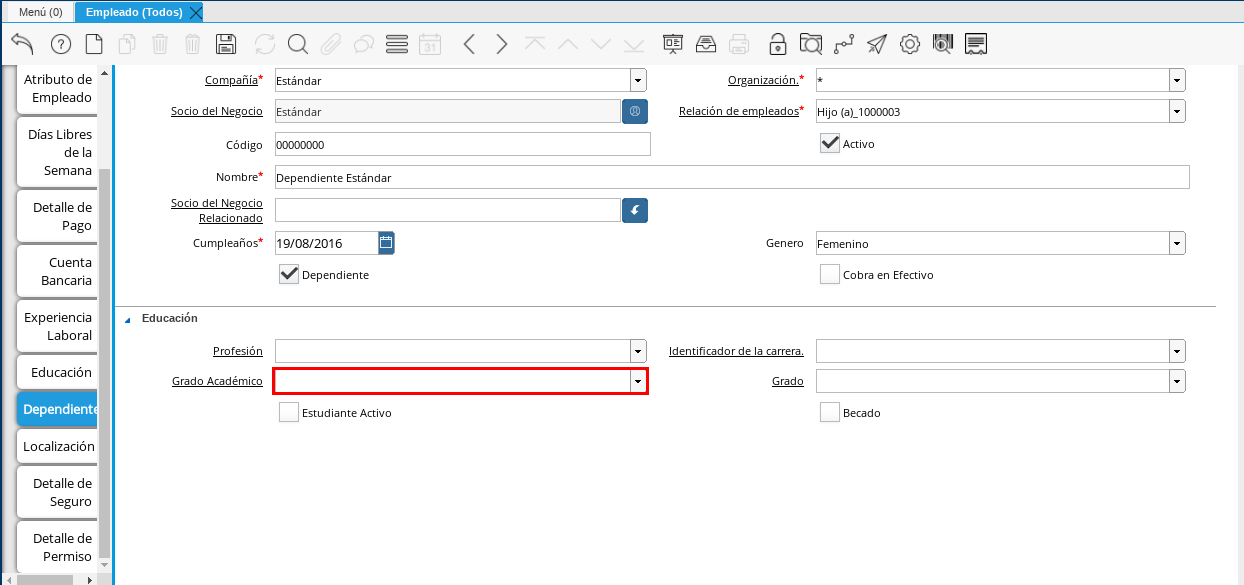 Menú (0)
Empleado (Todos)
31
Atributo de
Empleado
Días Libres
de la
Semana
Detalle de
Pago
Cuenta
Bancaria
Experiencia
Laboral
Educación
Dependiente
Localización
Detalle de
Seguro
Detalle de
Permiso
Compañía* Estándar
Organización.* *
Socio del Negocio Estándar
Relación de empleados* Hijo (a)_1000003
Código 00000000
Activo
Nombre* Dependiente Estándar
Socio del Negocio
Relacionado
Cumpleaños* 19/08/2016
Genero Femenino
Dependiente
Cobra en Efectivo
Educación
Profesión
Identificador de la carrera.
Grado Académico
Grado
Estudiante Activo
Becado